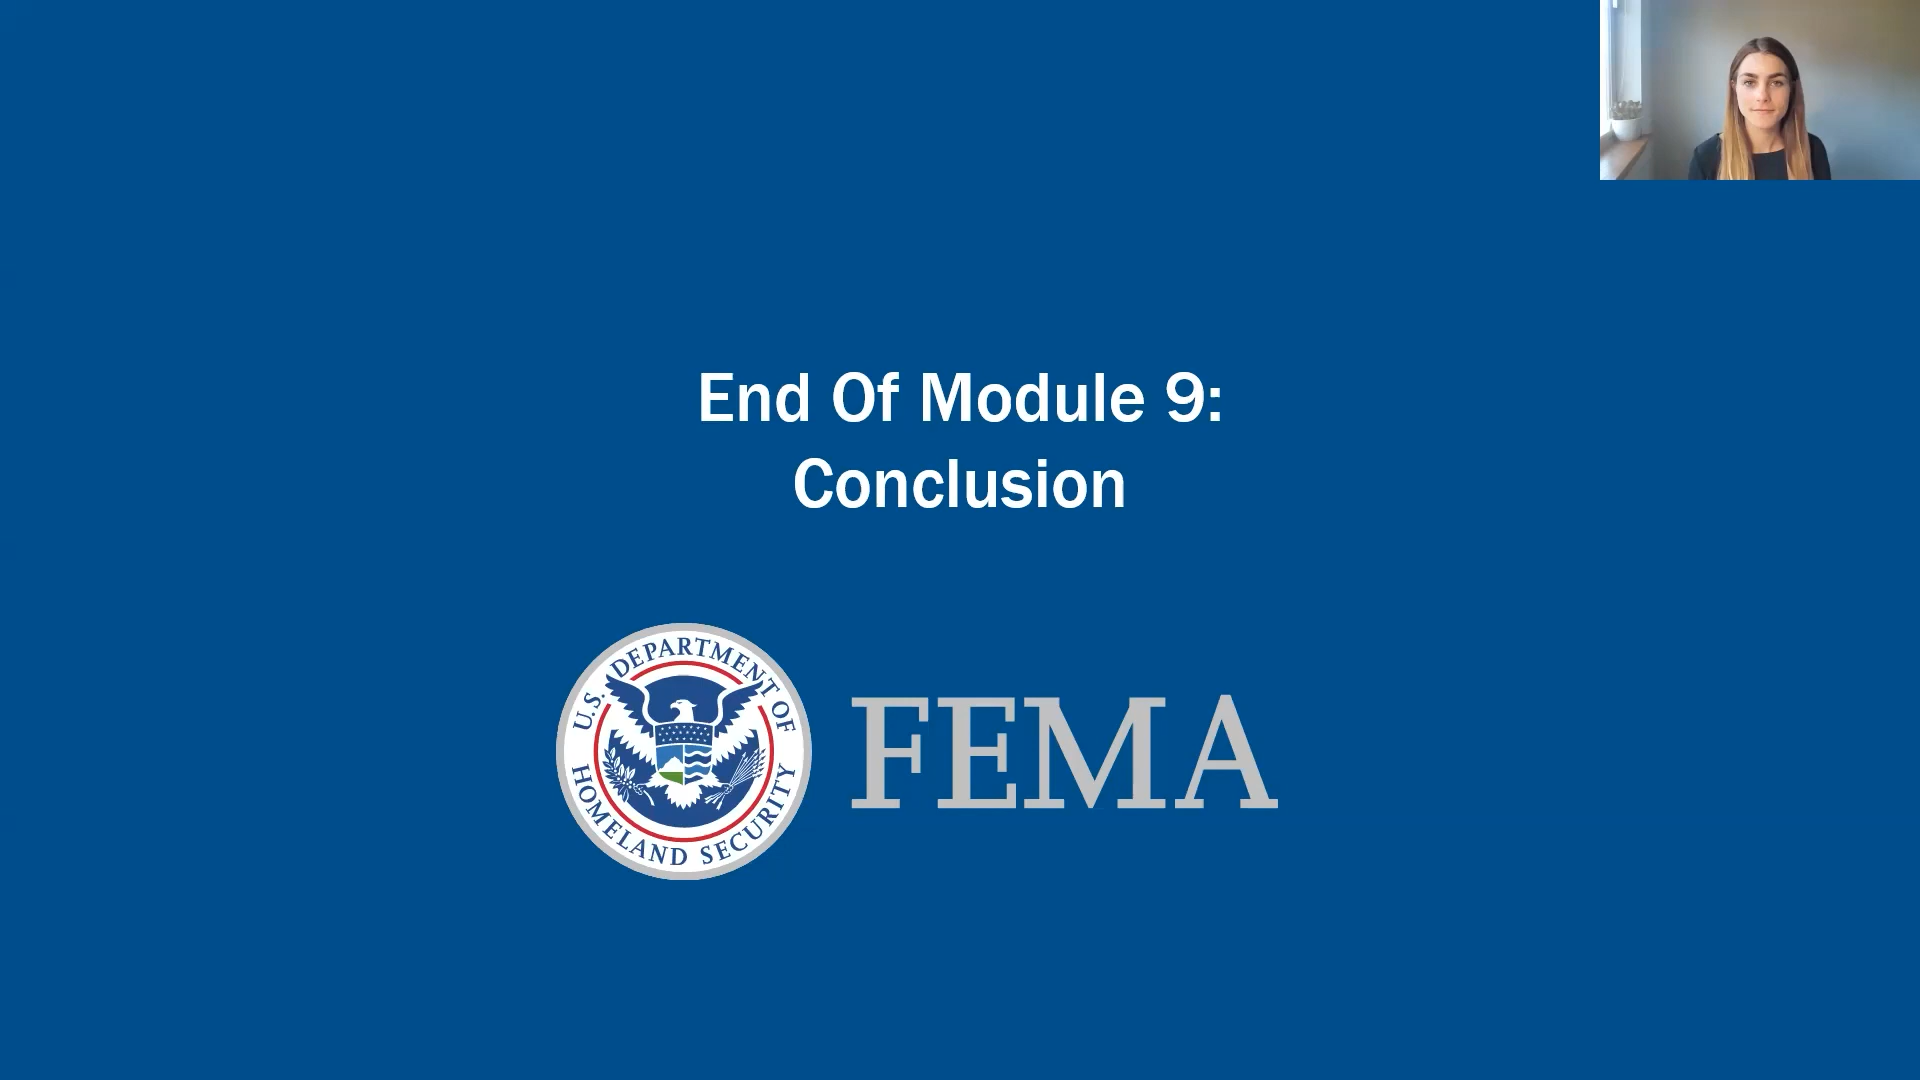 End Of Module 9:
Conclusion
U.S. DEPARTMENT OF
HOMELAND SECURITY
FEMA